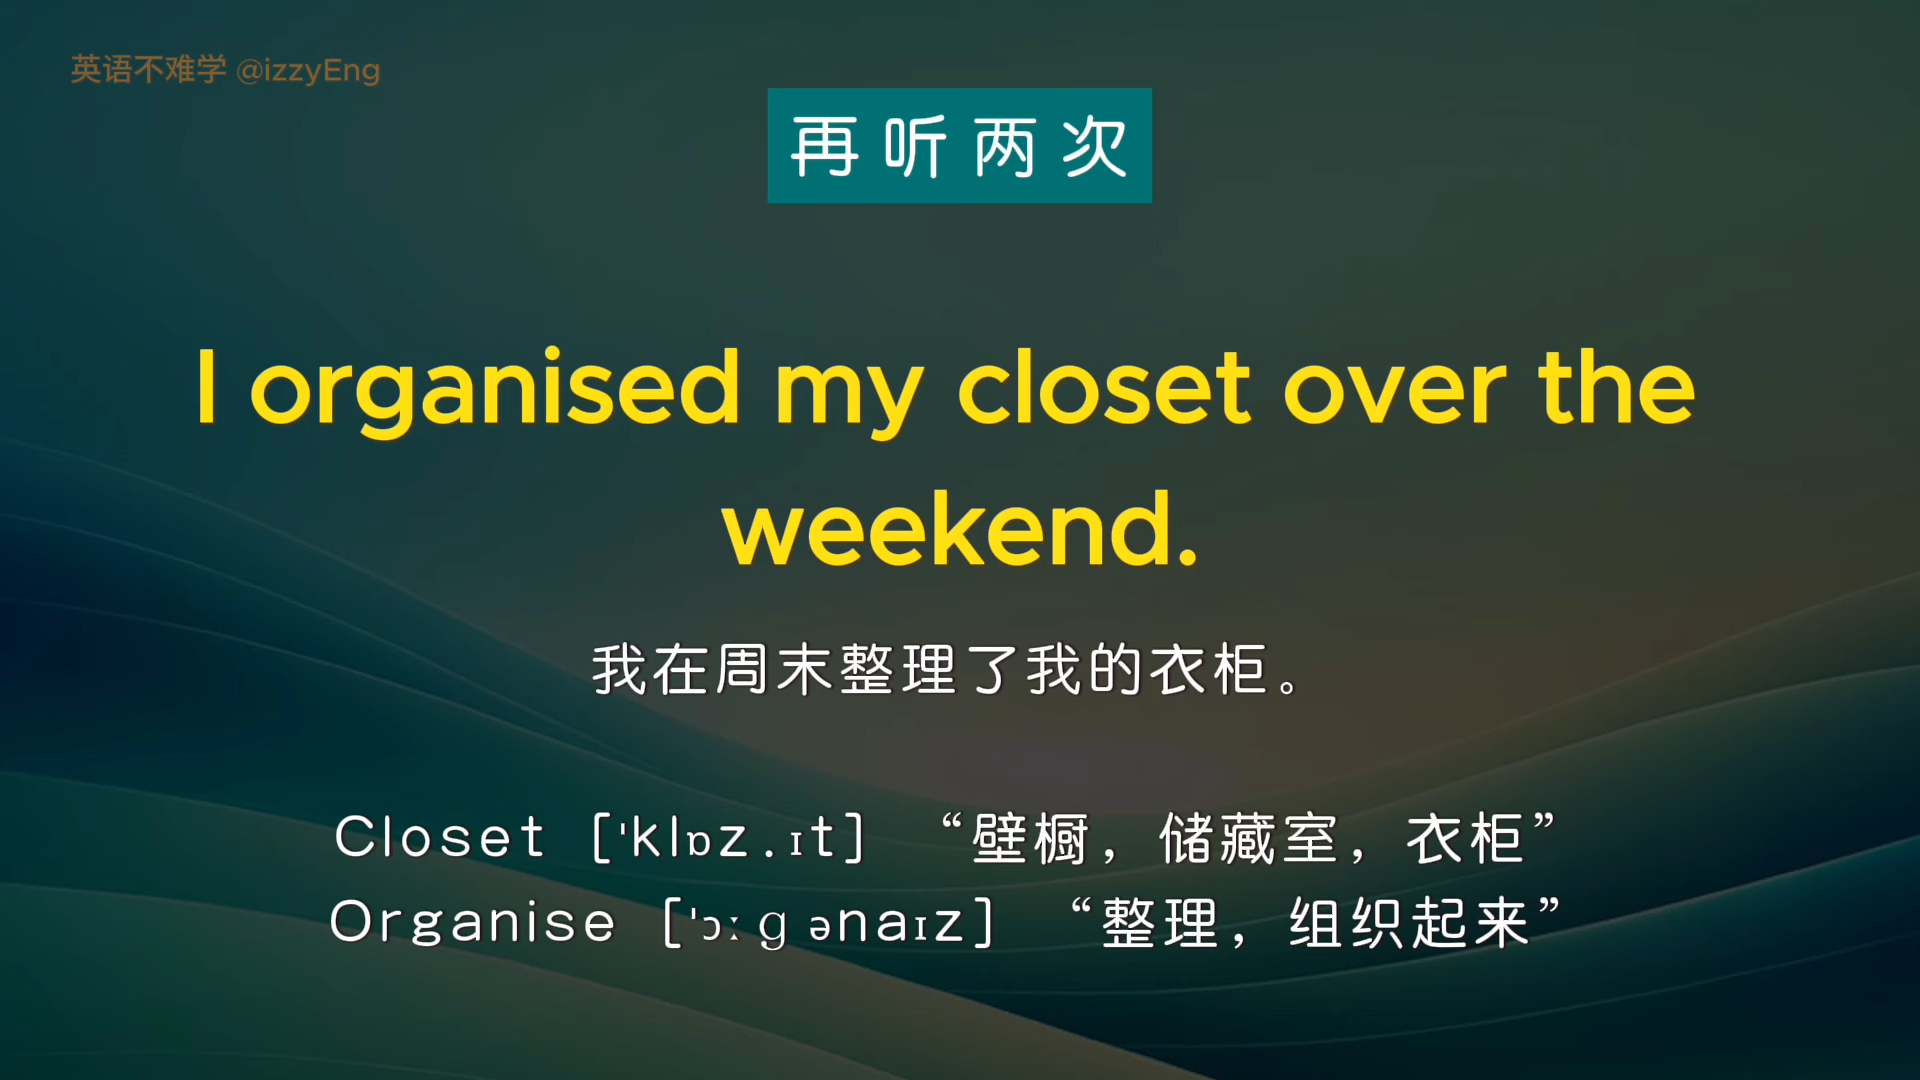 英语不难学 @izzyEng
再听两次
I organised my closet over the
weekend.
我在周末整理了我的衣柜。
Closet [ˈklɒz.ɪt] “壁橱，储藏室，衣柜”
Organise [ˈɔːɡənaɪz] “整理，组织起来”